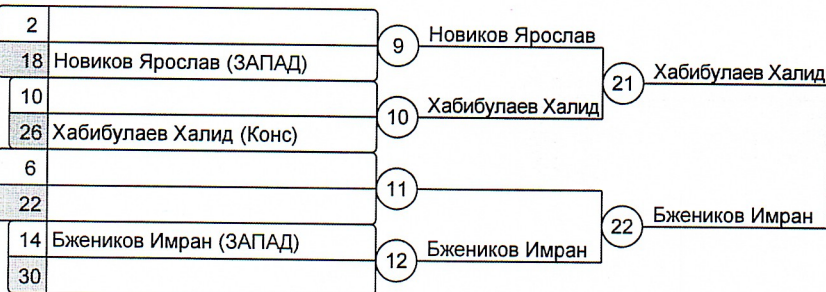 2
18 Новиков Ярослав (ЗАПАД)
9 Новиков Ярослав
10
26 Хабибулаев Халид (Конс)
10 Хабибулаев Халид
21 Хабибулаев Халид
6
22
11
14 Бжеников Имран (ЗАПАД)
30
12 Бжеников Имран
22 Бжеников Имран